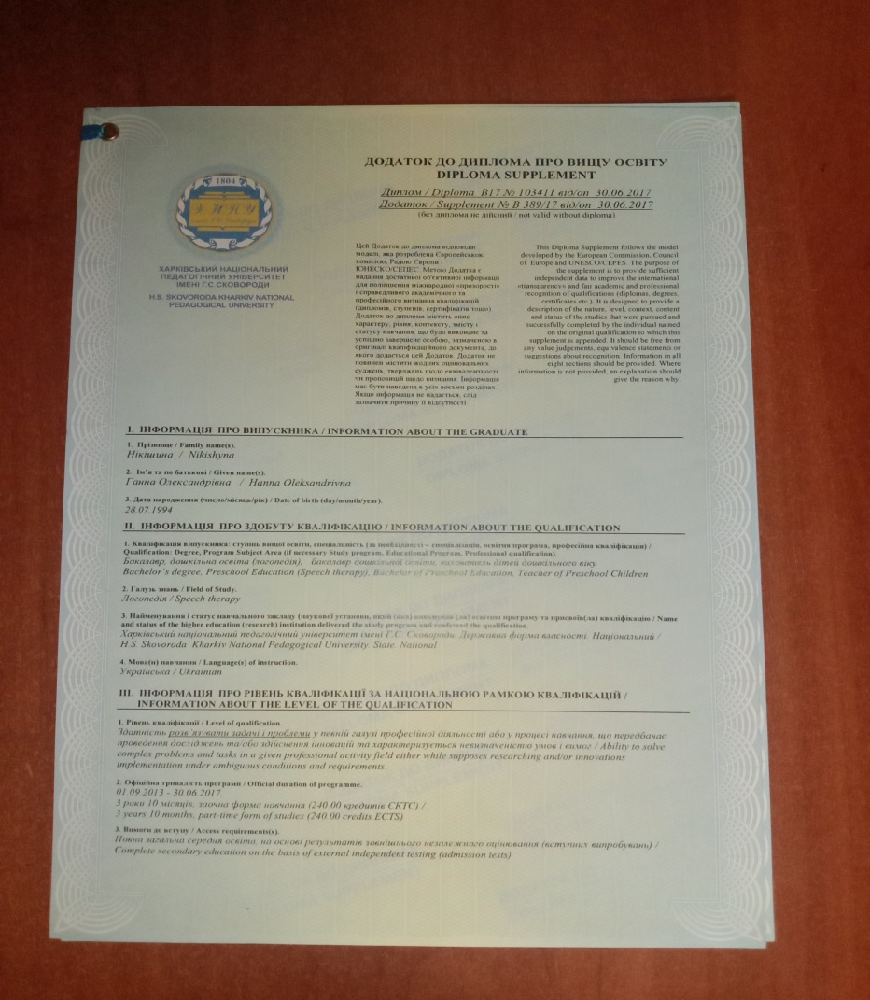 1804
Х Н П У
ХАРКІВСЬКИЙ НАЦІОНАЛЬНИЙ
ПЕДАГОГІЧНИЙ УНІВЕРСИТЕТ
ІМЕНІ Г.С.СКОВОРОДИ
H.S. SKOVORODA KHARKIV NATIONAL
PEDAGOGICAL UNIVERSITY
ДОДАТОК ДО ДИПЛОМА ПРО ВИЩУ ОСВІТУ
DIPLOMA SUPPLEMENT
Диплом / Diploma B17 № 103411 від/on 30.06.2017
Додаток / Supplement № B 389/17 від/on 30.06.2017
(без диплома не дійсний / not valid without diploma)
Цей Додаток до диплома відповідає
моделі, яка розроблена Європейською
комісією, Радою Європи і
ЮНЕСКО/СЕПЕС. Метою Додатка є
надання достатньої об'єктивної інформації
для поліпшення міжнародної «прозорості»
і справедливого академічного та
професійного визнання кваліфікацій
(дипломів, ступенів, сертифікатів тощо).
Додаток до диплома містить опис
характеру, рівня, контексту, змісту і
статусу навчання, що було виконане та
успішно завершене особою, зазначеною в
оригіналі кваліфікаційного документа, до
якого додається цей Додаток. Додаток не
повинен містити жодних оціночних
суджень, тверджень щодо еквівалентності
чи пропозицій щодо визнання. Інформація
має бути наведена в усіх восьми розділах.
Якщо інформація не надається, слід
зазначити причину її відсутності.
This Diploma Supplement follows the model
developed by the European Commission, Council
of Europe and UNESCO/CEPES. The purpose of
the supplement is to provide sufficient
independent data to improve the international
«transparency» and fair academic and professional
recognition of qualifications (diplomas, degrees,
certificates etc.). It is designed to provide a
description of the nature, level, context, content
and status of the studies that were pursued and
successfully completed by the individual named
on the original qualification to which this
supplement is appended. It should be free from
any value judgements, equivalence statements or
suggestions about recognition. Information in all
eight sections should be provided. Where
information is not provided, an explanation should
give the reason why.
I. ІНФОРМАЦІЯ ПРО ВИПУСКНИКА / INFORMATION ABOUT THE GRADUATE
1. Прізвище / Family name(s).
Нікішина / Nikishyna
2. Ім'я та по батькові / Given name(s).
Ганна Олександрівна / Hanna Oleksandrivna
3. Дата народження (число/місяць/рік) / Date of birth (day/month/year).
28.07.1994
II. ІНФОРМАЦІЯ ПРО ЗДОБУТУ КВАЛІФІКАЦІЮ / INFORMATION ABOUT THE QUALIFICATION
1. Кваліфікація випускника: ступінь вищої освіти, спеціальність (за необхідності – спеціалізація, освітня програма, професійна кваліфікація) /
Qualification: Degree, Program Subject Area (if necessary Study program, Educational Program, Professional qualification).
Бакалавр, дошкільна освіта (логопедія), бакалавр дошкільної освіти, вихователь дітей дошкільного віку
Bachelor's degree, Preschool Education (Speech therapy), Bachelor of Preschool Education, Teacher of Preschool Children
2. Галузь знань / Field of Study.
Логопедія / Speech therapy
3. Найменування і статус навчального закладу (наукової установи, який (яка) виконував (ла) освітню програму та присвоїв(ла) кваліфікацію / Name
and status of the higher education (research) institution delivered the study program and conferred the qualification.
Харківський національний педагогічний університет імені Г.С. Сковороди. Державна форма власності. Національний /
H.S. Skovoroda Kharkiv National Pedagogical University. State. National
4. Мова(и) навчання / Language(s) of instruction.
Українська / Ukrainian
III. ІНФОРМАЦІЯ ПРО РІВЕНЬ КВАЛІФІКАЦІЇ ЗА НАЦІОНАЛЬНОЮ РАМКОЮ КВАЛІФІКАЦІЙ /
INFORMATION ABOUT THE LEVEL OF THE QUALIFICATION
1. Рівень кваліфікації / Level of qualification.
Здатність розв'язувати задачі і проблеми у певній галузі професійної діяльності або у процесі навчання, що передбачає
проведення досліджень та/або здійснення інновацій та характеризується невизначеністю умов і вимог / Ability to solve
complex problems and tasks in a given professional activity field either while supposes researching and/or innovations
implementation under ambiguous conditions and requirements.
2. Офіційна тривалість програми / Official duration of programme.
01.09.2013 - 30.06.2017.
3 роки 10 місяців, заочна форма навчання (240.00 кредитів ЄКТС) /
3 years 10 months, part-time form of studies (240.00 credits ECTS)
3. Вимоги до вступу / Access requirements(s).
Повна загальна середня освіта, на основі результатів зовнішнього незалежного оцінювання (вступних випробувань) /
Complete secondary education on the basis of external independent testing (admission tests)